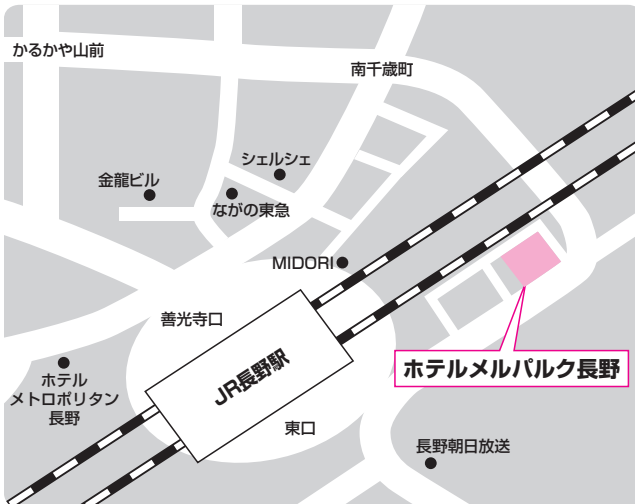 かるかや山前
南千歳町
シェルシェ
金龍ビル
ながの東急
MIDORI
善光寺口
JR長野駅
ホテルメルパルク長野
ホテル
メトロポリタン
長野
東口
長野朝日放送